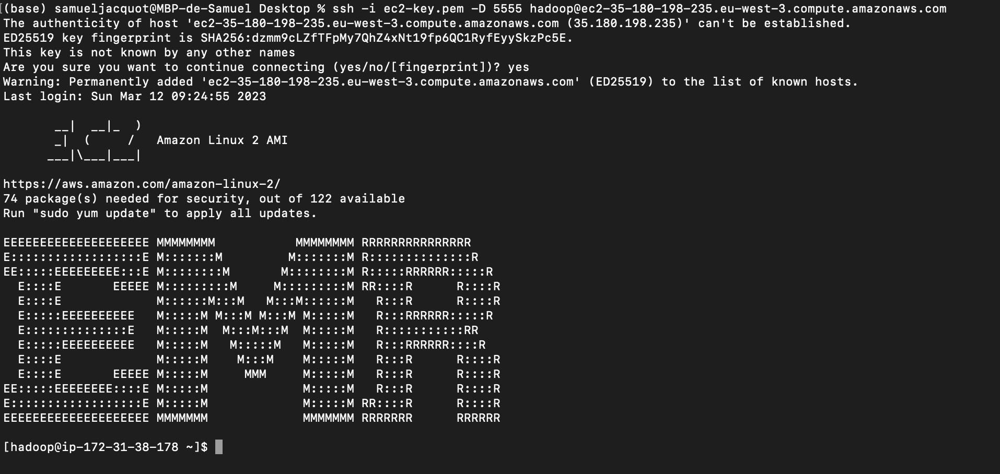 (base) samueljacquot@MBP-de-Samuel Desktop % ssh -i ec2-key.pem -D 5555 hadoop@ec2-35-180-198-235.eu-west-3.compute.amazonaws.com
The authenticity of host 'ec2-35-180-198-235.eu-west-3.compute.amazonaws.com (35.180.198.235)' can't be established.
ED25519 key fingerprint is SHA256:dzmm9cLZfTFpMy7QhZ4xNt19fp6QC1RyfEyySkzPc5E.
This key is not known by any other names
Are you sure you want to continue connecting (yes/no/[fingerprint])? yes
Warning: Permanently added 'ec2-35-180-198-235.eu-west-3.compute.amazonaws.com' (ED25519) to the list of known hosts.
Last login: Sun Mar 12 09:24:55 2023

       __|  __|_  )
       _|  (     /   Amazon Linux 2 AMI
      ___|\___|___|

https://aws.amazon.com/amazon-linux-2/
74 package(s) needed for security, out of 122 available
Run "sudo yum update" to apply all updates.

EEEEEEEEEEEEEEEEEEEE MMMMMMMM           MMMMMMMM RRRRRRRRRRRRRRR
E::::::::::::::::::E M:::::::M         M:::::::M R::::::::::::::R
EE:::::EEEEEEEEE:::E M::::::::M       M::::::::M R:::::RRRRRR:::::R
  E::::E       EEEEE M:::::::::M     M:::::::::M RR::::R      R::::R
  E::::E             M::::::M:::M   M:::M::::::M   R:::R      R::::R
  E:::::EEEEEEEEEE   M:::::M M:::M M:::M M:::::M   R:::RRRRRR:::::R
  E::::::::::::::E   M:::::M  M:::M:::M  M:::::M   R:::::::::::RR
  E:::::EEEEEEEEEE   M:::::M   M:::::M   M:::::M   R:::RRRRRR::::R
  E::::E             M:::::M    M:::M    M:::::M   R:::R      R::::R
  E::::E       EEEEE M:::::M     MMM     M:::::M   R:::R      R::::R
EE:::::EEEEEEEE::::E M:::::M             M:::::M   R:::R      R::::R
E::::::::::::::::::E M:::::M             M:::::M RR::::R      R::::R
EEEEEEEEEEEEEEEEEEEE MMMMMMM             MMMMMMM RRRRRRR      RRRRRR

[hadoop@ip-172-31-38-178 ~]$